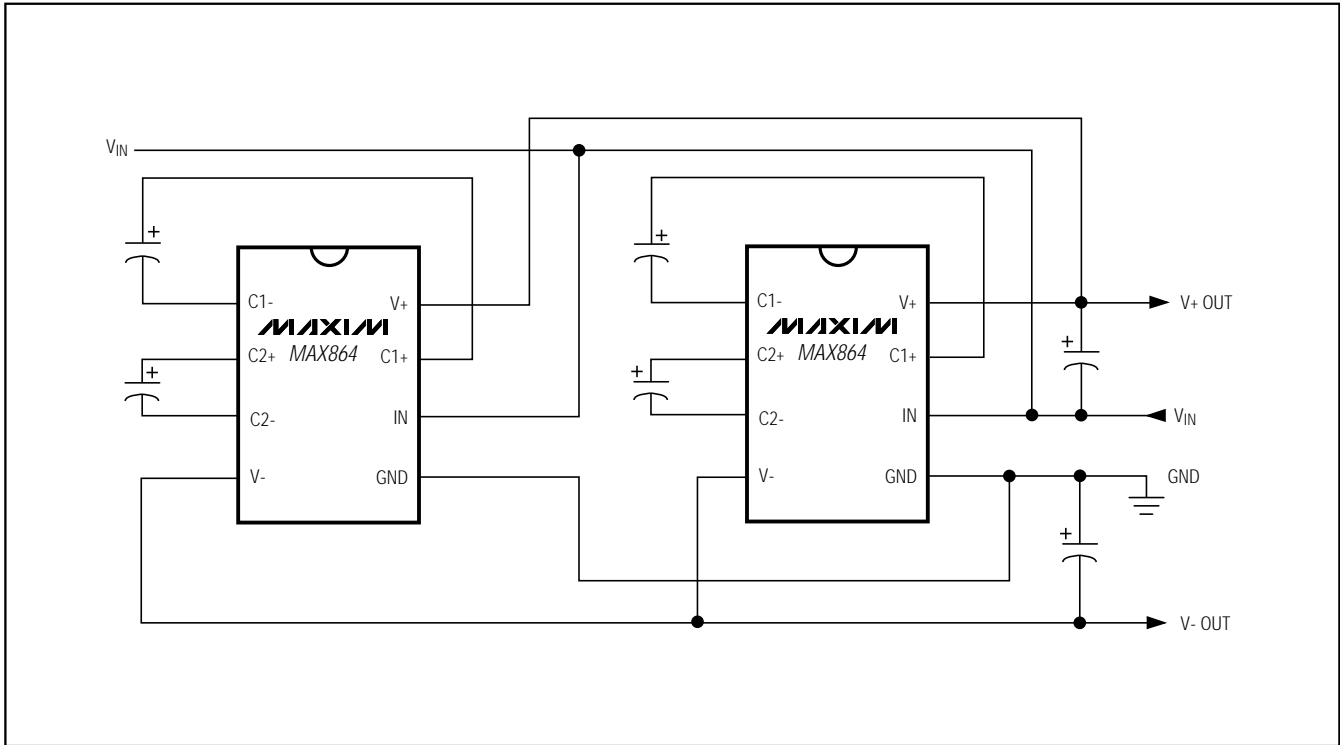 VIN
+
+
C1-
V+
MAXIM
MAX864
C2+
C1+
C2-
IN
V-
GND
+
+
C1-
V+
MAXIM
MAX864
C2+
C1+
C2-
IN
V-
GND
V+ OUT
+
VIN
GND
+
V- OUT